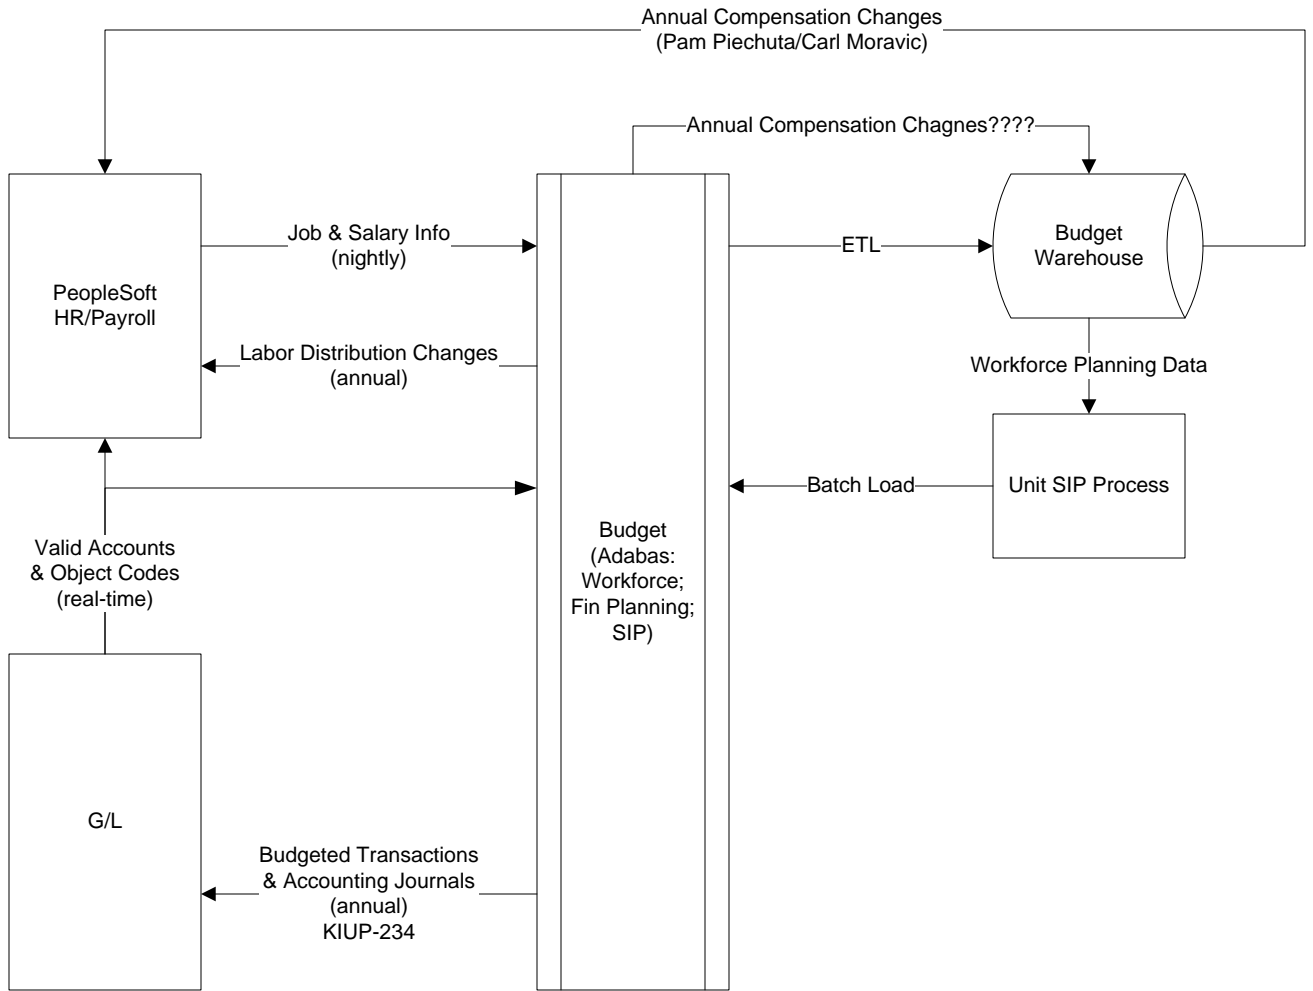 Annual Compensation Changes
(Pam Piechuta/Carl Moravic)
Annual Compensation Chagnes????
Job & Salary Info
(nightly)
ETL
Budget
Warehouse
PeopleSoft
HR/Payroll
Labor Distribution Changes
(annual)
Workforce Planning Data
Batch Load
Unit SIP Process
Valid Accounts
& Object Codes
(real-time)
Budget
(Adabas:
Workforce;
Fin Planning;
SIP)
G/L
Budgeted Transactions
& Accounting Journals
(annual)
KIUP-234